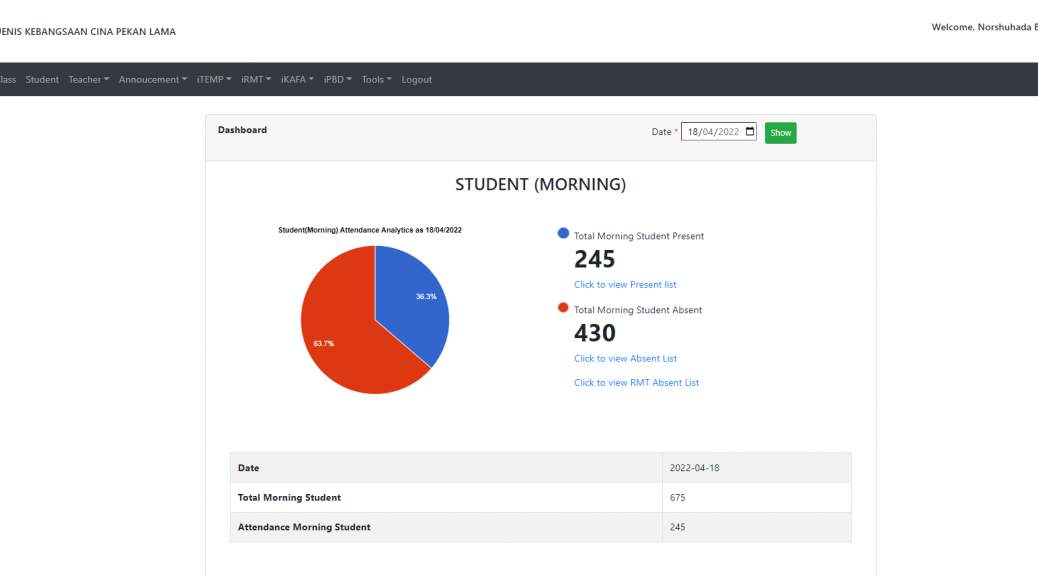 JENIS KEBANGSAAN CINA PEKAN LAMA
Welcome, Norshuhada
Student Teacher Annoucement iTEMP iRMT iKAFA iPBD Tools Logout
Dashboard
Date * 18/04/2022 Show
STUDENT (MORNING)
Student(Morning) Attendance Analytics as 18/04/2022
36.3%
63.7%
Total Morning Student Present
245
Click to view Present list
Total Morning Student Absent
430
Click to view Absent List
Click to view RMT Absent List
Date 2022-04-18
Total Morning Student 675
Attendance Morning Student 245